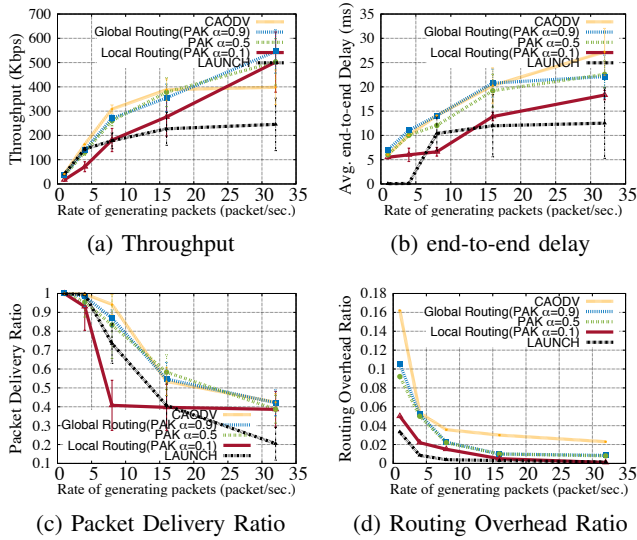 CAODV
Global Routing(PAK α=0.9)
PAK α=0.5
Local Routing(PAK α=0.1)
LAUNCH
Throughput (Kbps)
800
700
600
500
400
300
200
100
0
0 5 10 15 20 25 30 35
Rate of generating packets (packet/sec.)
(a) Throughput
CAODV
Global Routing(PAK α=0.9)
PAK α=0.5
Local Routing(PAK α=0.1)
LAUNCH
Avg. end-to-end Delay (ms)
35
30
25
20
15
10
5
0
0 5 10 15 20 25 30 35
Rate of generating packets (packet/sec.)
(b) end-to-end delay
Packet Delivery Ratio
1
0.9
0.8
0.7
0.6
0.5
0.4
0.3
0.2
0.1
CAODV
Global Routing(PAK α=0.9)
PAK α=0.5
Local Routing(PAK α=0.1)
LAUNCH
0 5 10 15 20 25 30 35
Rate of generating packets (packet/sec.)
(c) Packet Delivery Ratio
CAODV
Global Routing(PAK α=0.9)
PAK α=0.5
Local Routing(PAK α=0.1)
LAUNCH
Routing Overhead Ratio
0.18
0.16
0.14
0.12
0.1
0.08
0.06
0.04
0.02
0
0 5 10 15 20 25 30 35
Rate of generating packets (packet/sec.)
(d) Routing Overhead Ratio